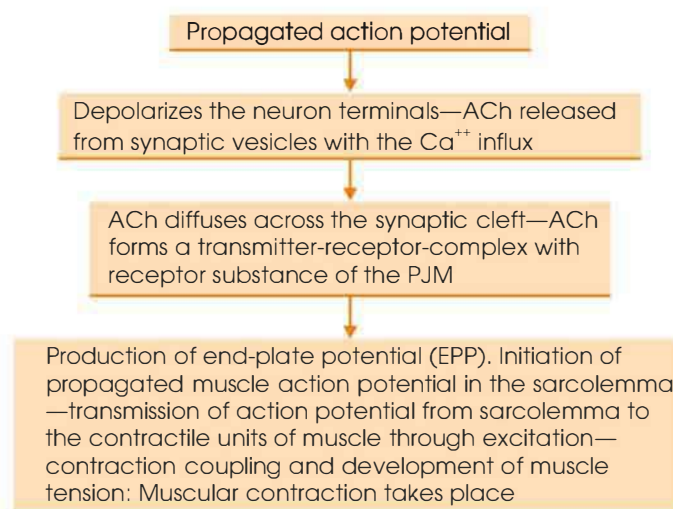 Propagated action potential
Depolarizes the neuron terminals—ACh released
from synaptic vesicles with the Ca⁺⁺ influx
ACh diffuses across the synaptic cleft—ACh
forms a transmitter-receptor-complex with
receptor substance of the PJM
Production of end-plate potential (EPP). Initiation of
propagated muscle action potential in the sarcolemma
—transmission of action potential from sarcolemma to
the contractile units of muscle through excitation—
contraction coupling and development of muscle
tension: Muscular contraction takes place